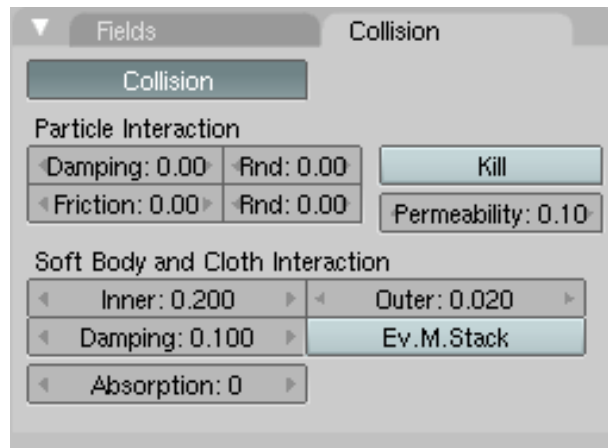 Fields Collision
Collision
Particle Interaction
Damping: 0.00 Rnd: 0.00 Kill
Friction: 0.00 Rnd: 0.00 Permeability: 0.10
Soft Body and Cloth Interaction
Inner: 0.200 Outer: 0.020
Damping: 0.100 Ev.M.Stack
Absorption: 0